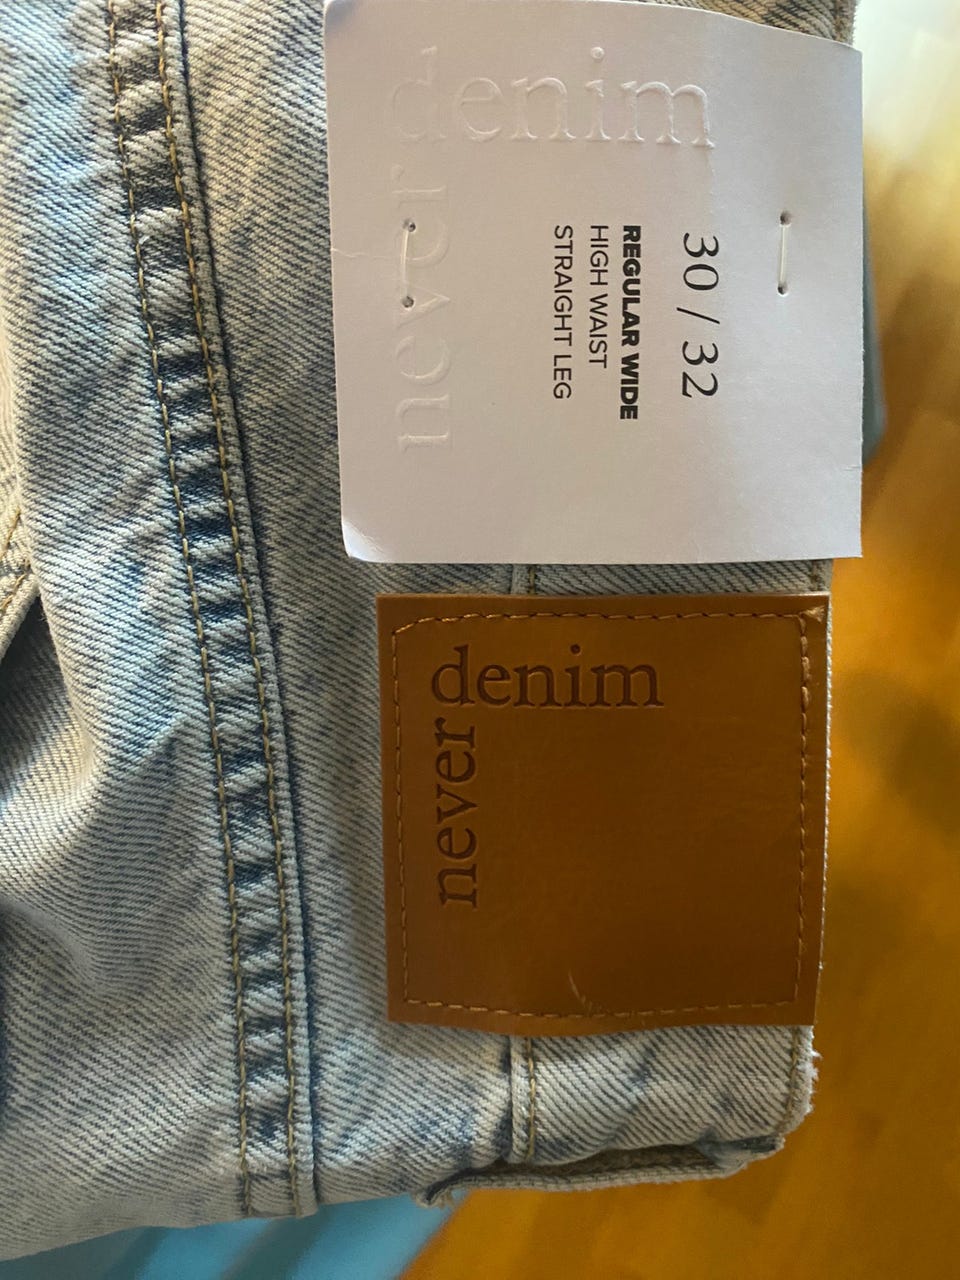 denim
never
30 / 32
REGULAR WIDE
HIGH WAIST
STRAIGHT LEG
denim
never